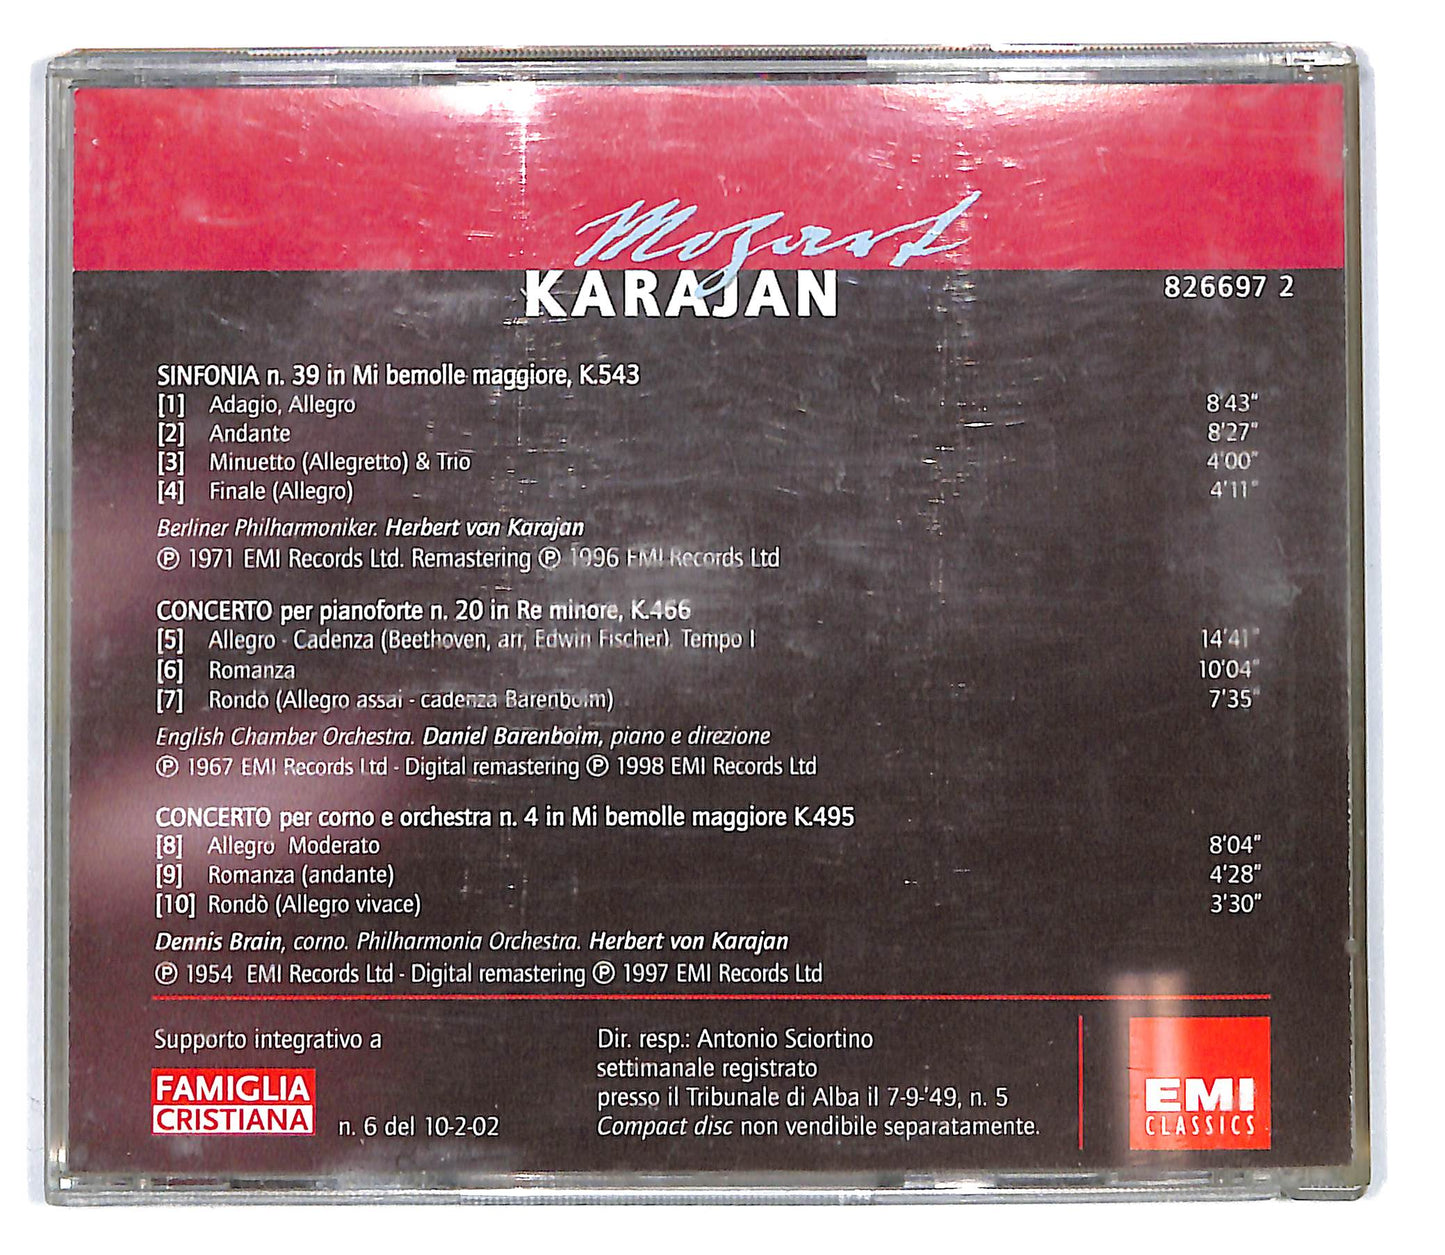 Mozart
KARAJAN
826697 2
SINFONIA n. 39 in Mi bemolle maggiore, K.543
[1] Adagio, Allegro 8'43"
[2] Andante 8'27"
[3] Minuetto (Allegretto) & Trio 4'00"
[4] Finale (Allegro) 4'11"
Berliner Philharmoniker. Herbert von Karajan
℗ 1971 EMI Records Ltd. Remastering ℗ 1996 EMI Records Ltd
CONCERTO per pianoforte n. 20 in Re minore, K.466
[5] Allegro - Cadenza (Beethoven, arr, Edwin Fischer). Tempo I 14'41"
[6] Romanza 10'04"
[7] Rondò (Allegro assai - cadenza Barenboim) 7'35"
English Chamber Orchestra. Daniel Barenboim, piano e direzione
℗ 1967 EMI Records Ltd - Digital remastering ℗ 1998 EMI Records Ltd
CONCERTO per corno e orchestra n. 4 in Mi bemolle maggiore K.495
[8] Allegro Moderato 8'04"
[9] Romanza (andante) 4'28"
[10] Rondò (Allegro vivace) 3'30"
Dennis Brain, corno. Philharmonia Orchestra. Herbert von Karajan
℗ 1954 EMI Records Ltd - Digital remastering ℗ 1997 EMI Records Ltd
Supporto integrativo a
FAMIGLIA
CRISTIANA
n. 6 del 10-2-02
Dir. resp.: Antonio Sciortino
settimanale registrato
presso il Tribunale di Alba il 7-9-'49, n. 5
Compact disc non vendibile separatamente.
EMI
CLASSICS